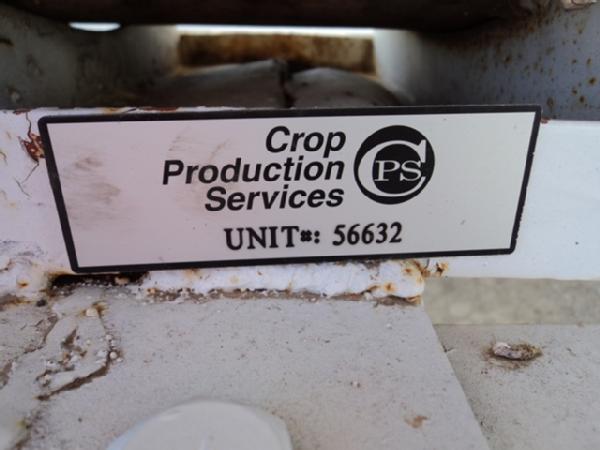 Crop
Production
Services
CPS
UNIT#: 56632